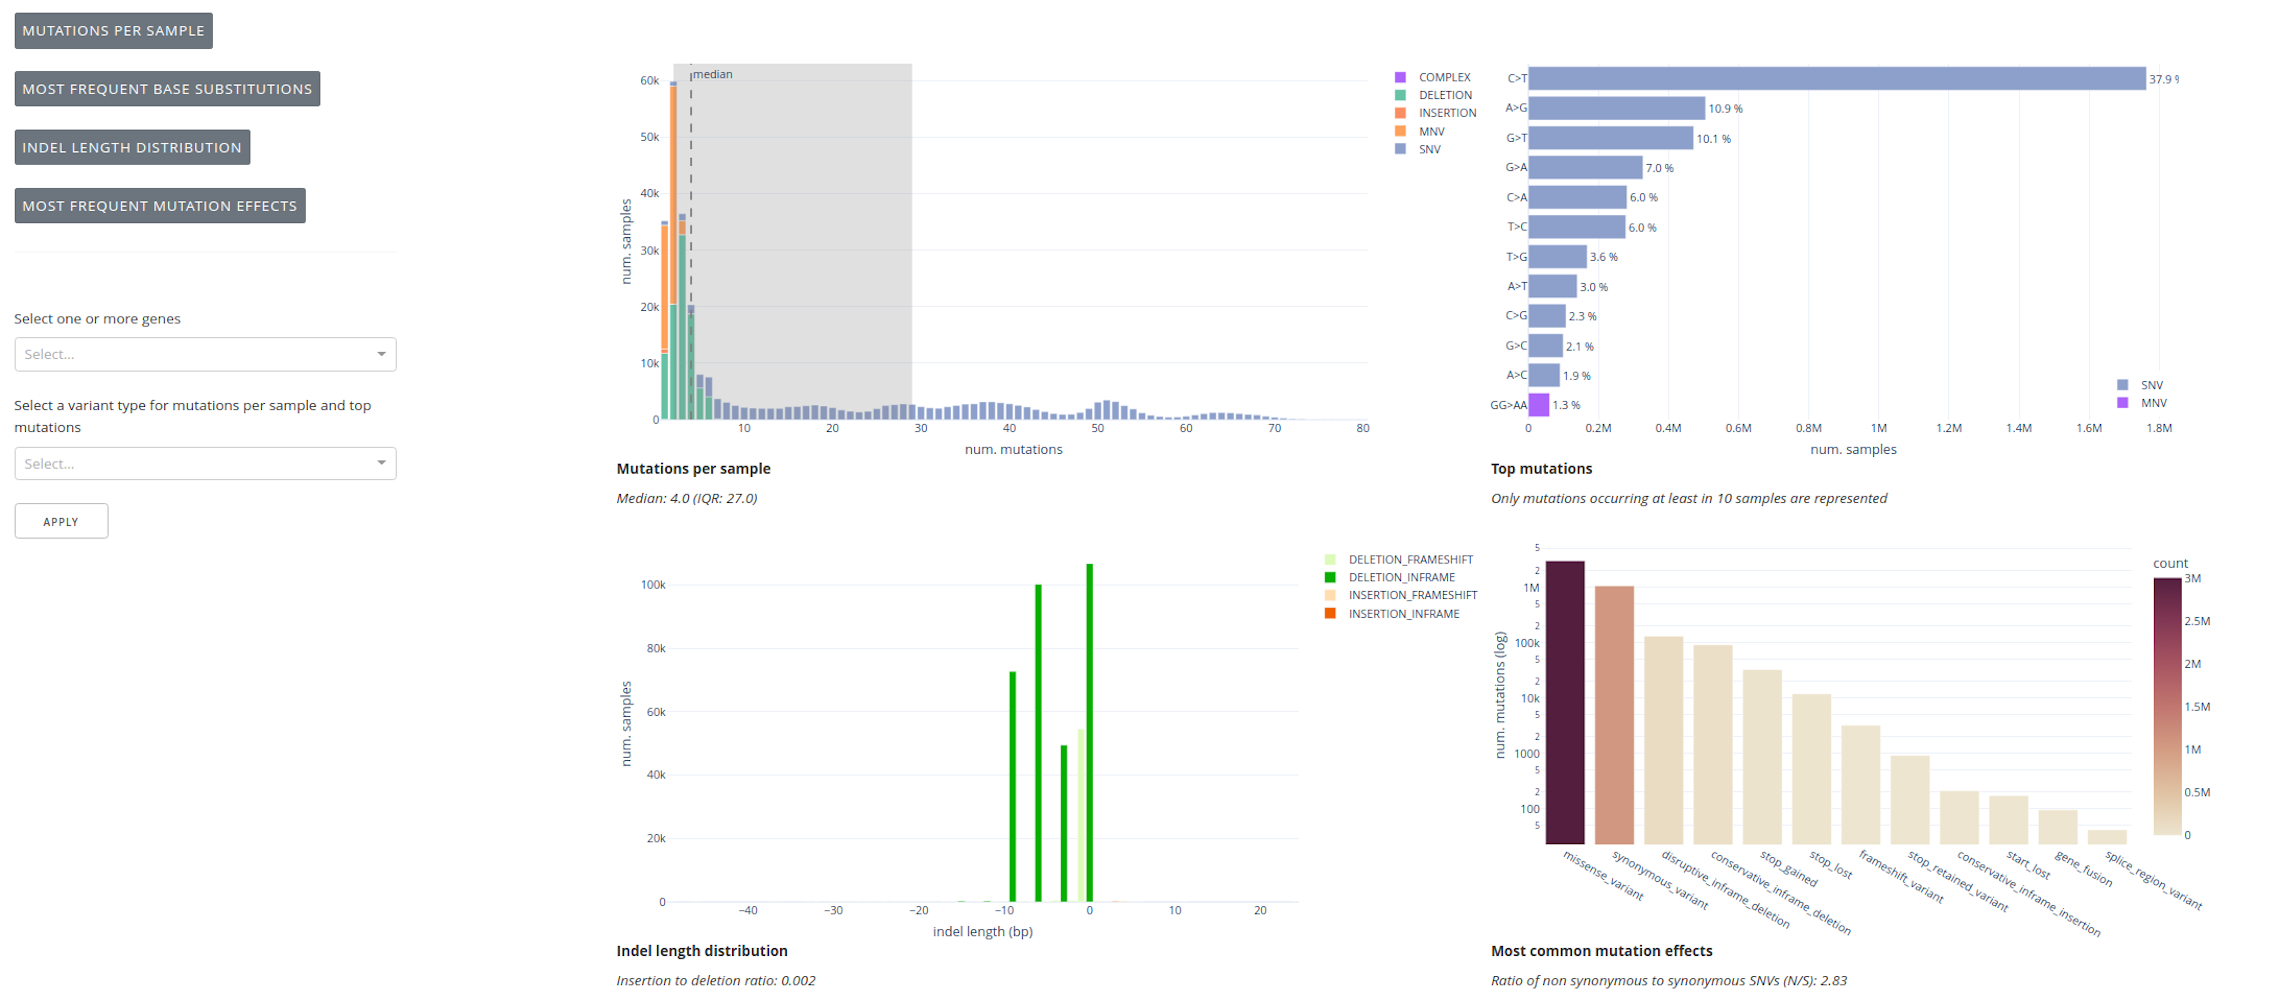 MUTATIONS PER SAMPLE
MOST FREQUENT BASE SUBSTITUTIONS
INDEL LENGTH DISTRIBUTION
MOST FREQUENT MUTATION EFFECTS
Select one or more genes
Select...
Select a variant type for mutations per sample and top
mutations
Select...
APPLY
median
60k
50k
40k
30k
20k
10k
0
num. samples
10 20 30 40 50 60 70 80
num. mutations
COMPLEX
DELETION
INSERTION
MNV
SNV
Mutations per sample
Median: 4.0 (IQR: 27.0)
C>T 37.9 %
A>G 10.9 %
G>T 10.1 %
G>A 7.0 %
C>A 6.0 %
T>C 6.0 %
T>G 3.6 %
A>T 3.0 %
C>G 2.3 %
G>C 2.1 %
A>C 1.9 %
GG>AA 1.3 %
SNV
MNV
0 0.2M 0.4M 0.6M 0.8M 1M 1.2M 1.4M 1.6M 1.8M
num. samples
Top mutations
Only mutations occurring at least in 10 samples are represented
100k
80k
60k
40k
20k
0
num. samples
−40 −30 −20 −10 0 10 20
indel length (bp)
DELETION_FRAMESHIFT
DELETION_INFRAME
INSERTION_FRAMESHIFT
INSERTION_INFRAME
Indel length distribution
Insertion to deletion ratio: 0.002
5
2
1M
5
2
100k
5
2
10k
5
2
1000
5
2
100
5
num. mutations (log)
missense_variant
synonymous_variant
disruptive_inframe_deletion
conservative_inframe_deletion
stop_gained
stop_lost
frameshift_variant
stop_retained_variant
conservative_inframe_insertion
start_lost
gene_fusion
splice_region_variant
count
3M
2.5M
2M
1.5M
1M
0.5M
0
Most common mutation effects
Ratio of non synonymous to synonymous SNVs (N/S): 2.83